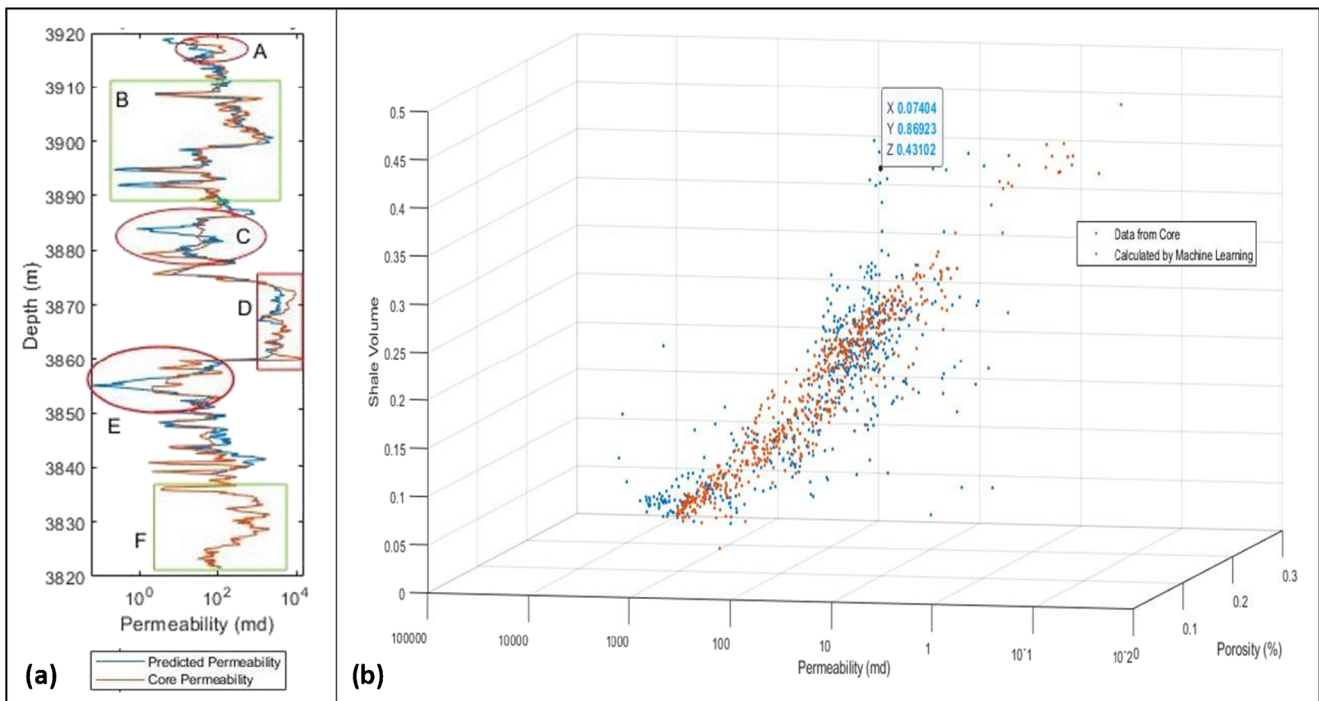 3920
3910
3900
3890
3880
3870
3860
3850
3840
3830
3820
Depth (m)
A
B
C
D
E
F
10^0
10^2
10^4
Permeability (md)
Predicted Permeability
Core Permeability
(a)
0.5
0.45
0.4
0.35
0.3
0.25
0.2
0.15
0.1
0.05
0
Shale Volume
X 0.07404
Y 0.86923
Z 0.43102
Data from Core
Calculated by Machine Learning
100000
10000
1000
100
10
1
10^-1
10^-2
Permeability (md)
0
0.1
0.2
0.3
Porosity (%)
(b)